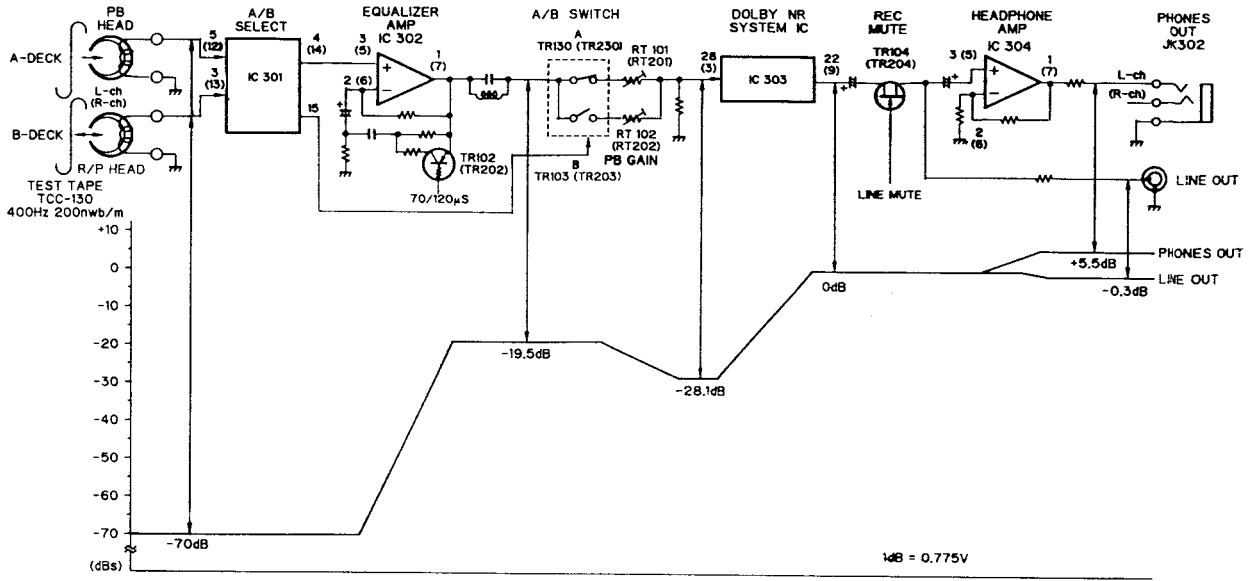 PB
HEAD
A/B
SELECT
EQUALIZER
AMP
IC 302
A/B SWITCH
A
TR130 (TR230)
DOLBY NR
SYSTEM IC
REC
MUTE
TR104
(TR204)
HEADPHONE
AMP
IC 304
PHONES
OUT
JK302
A-DECK
L-ch
(R-ch)
B-DECK
R/P HEAD
TEST TAPE
TCC-130
400Hz 200nwb/m
5
(12)
3
(13)
IC 301
4
(14)
15
3
(5)
2
(6)
1
(7)
TR102
(TR202)
70/120μS
RT 101
(RT201)
RT 102
(RT202)
PB GAIN
B
TR103 (TR203)
28
(3)
IC 303
22
(9)
LINE MUTE
3 (5)
2
(6)
1
(7)
L-ch
(R-ch)
LINE OUT
+10
0
-10
-20
-30
-40
-50
-60
-70
(dBs)
-70dB
-19.5dB
-28.1dB
0dB
+5.5dB
-0.3dB
PHONES OUT
LINE OUT
1dB = 0.775V